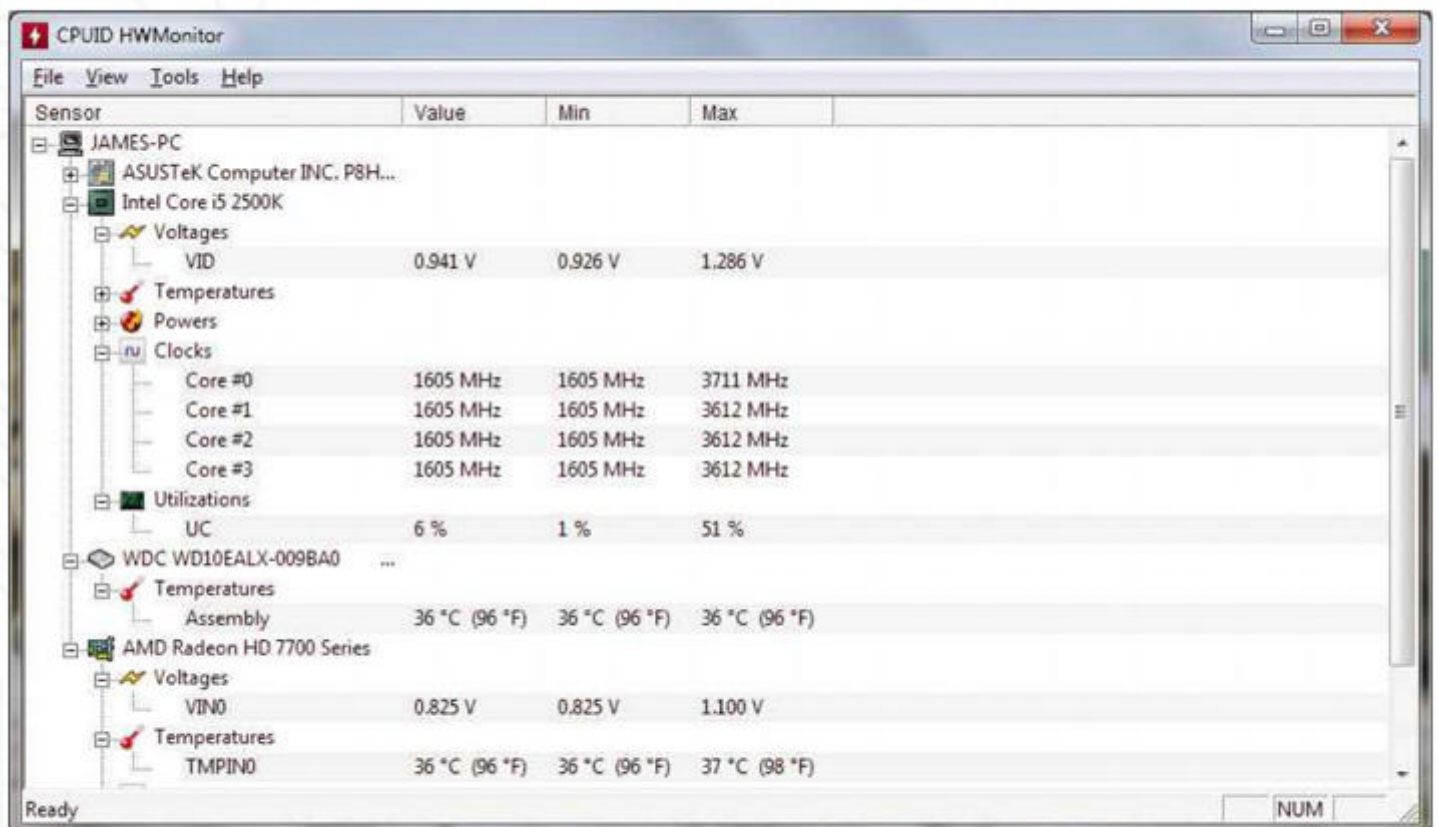 CPUID HWMonitor
File View Tools Help
Sensor Value Min Max
JAMES-PC
ASUSTeK Computer INC. P8H...
Intel Core i5 2500K
Voltages
VID 0.941 V 0.926 V 1.286 V
Temperatures
Powers
Clocks
Core #0 1605 MHz 1605 MHz 3711 MHz
Core #1 1605 MHz 1605 MHz 3612 MHz
Core #2 1605 MHz 1605 MHz 3612 MHz
Core #3 1605 MHz 1605 MHz 3612 MHz
Utilizations
UC 6 % 1 % 51 %
WDC WD10EALX-009BA0 ...
Temperatures
Assembly 36 °C (96 °F) 36 °C (96 °F) 36 °C (96 °F)
AMD Radeon HD 7700 Series
Voltages
VIN0 0.825 V 0.825 V 1.100 V
Temperatures
TMPIN0 36 °C (96 °F) 36 °C (96 °F) 37 °C (98 °F)
Ready NUM